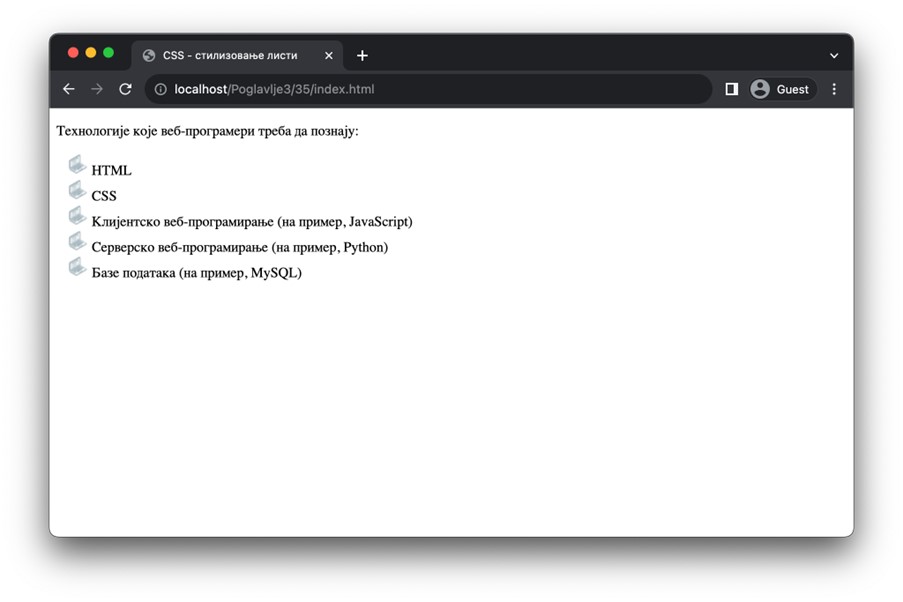 CSS - стилизовање листи
localhost/Poglavlje3/35/index.html
Guest
Технологије које веб-програмери треба да познају:
HTML
CSS
Клијентско веб-програмирање (на пример, JavaScript)
Серверско веб-програмирање (на пример, Python)
Базе података (на пример, MySQL)